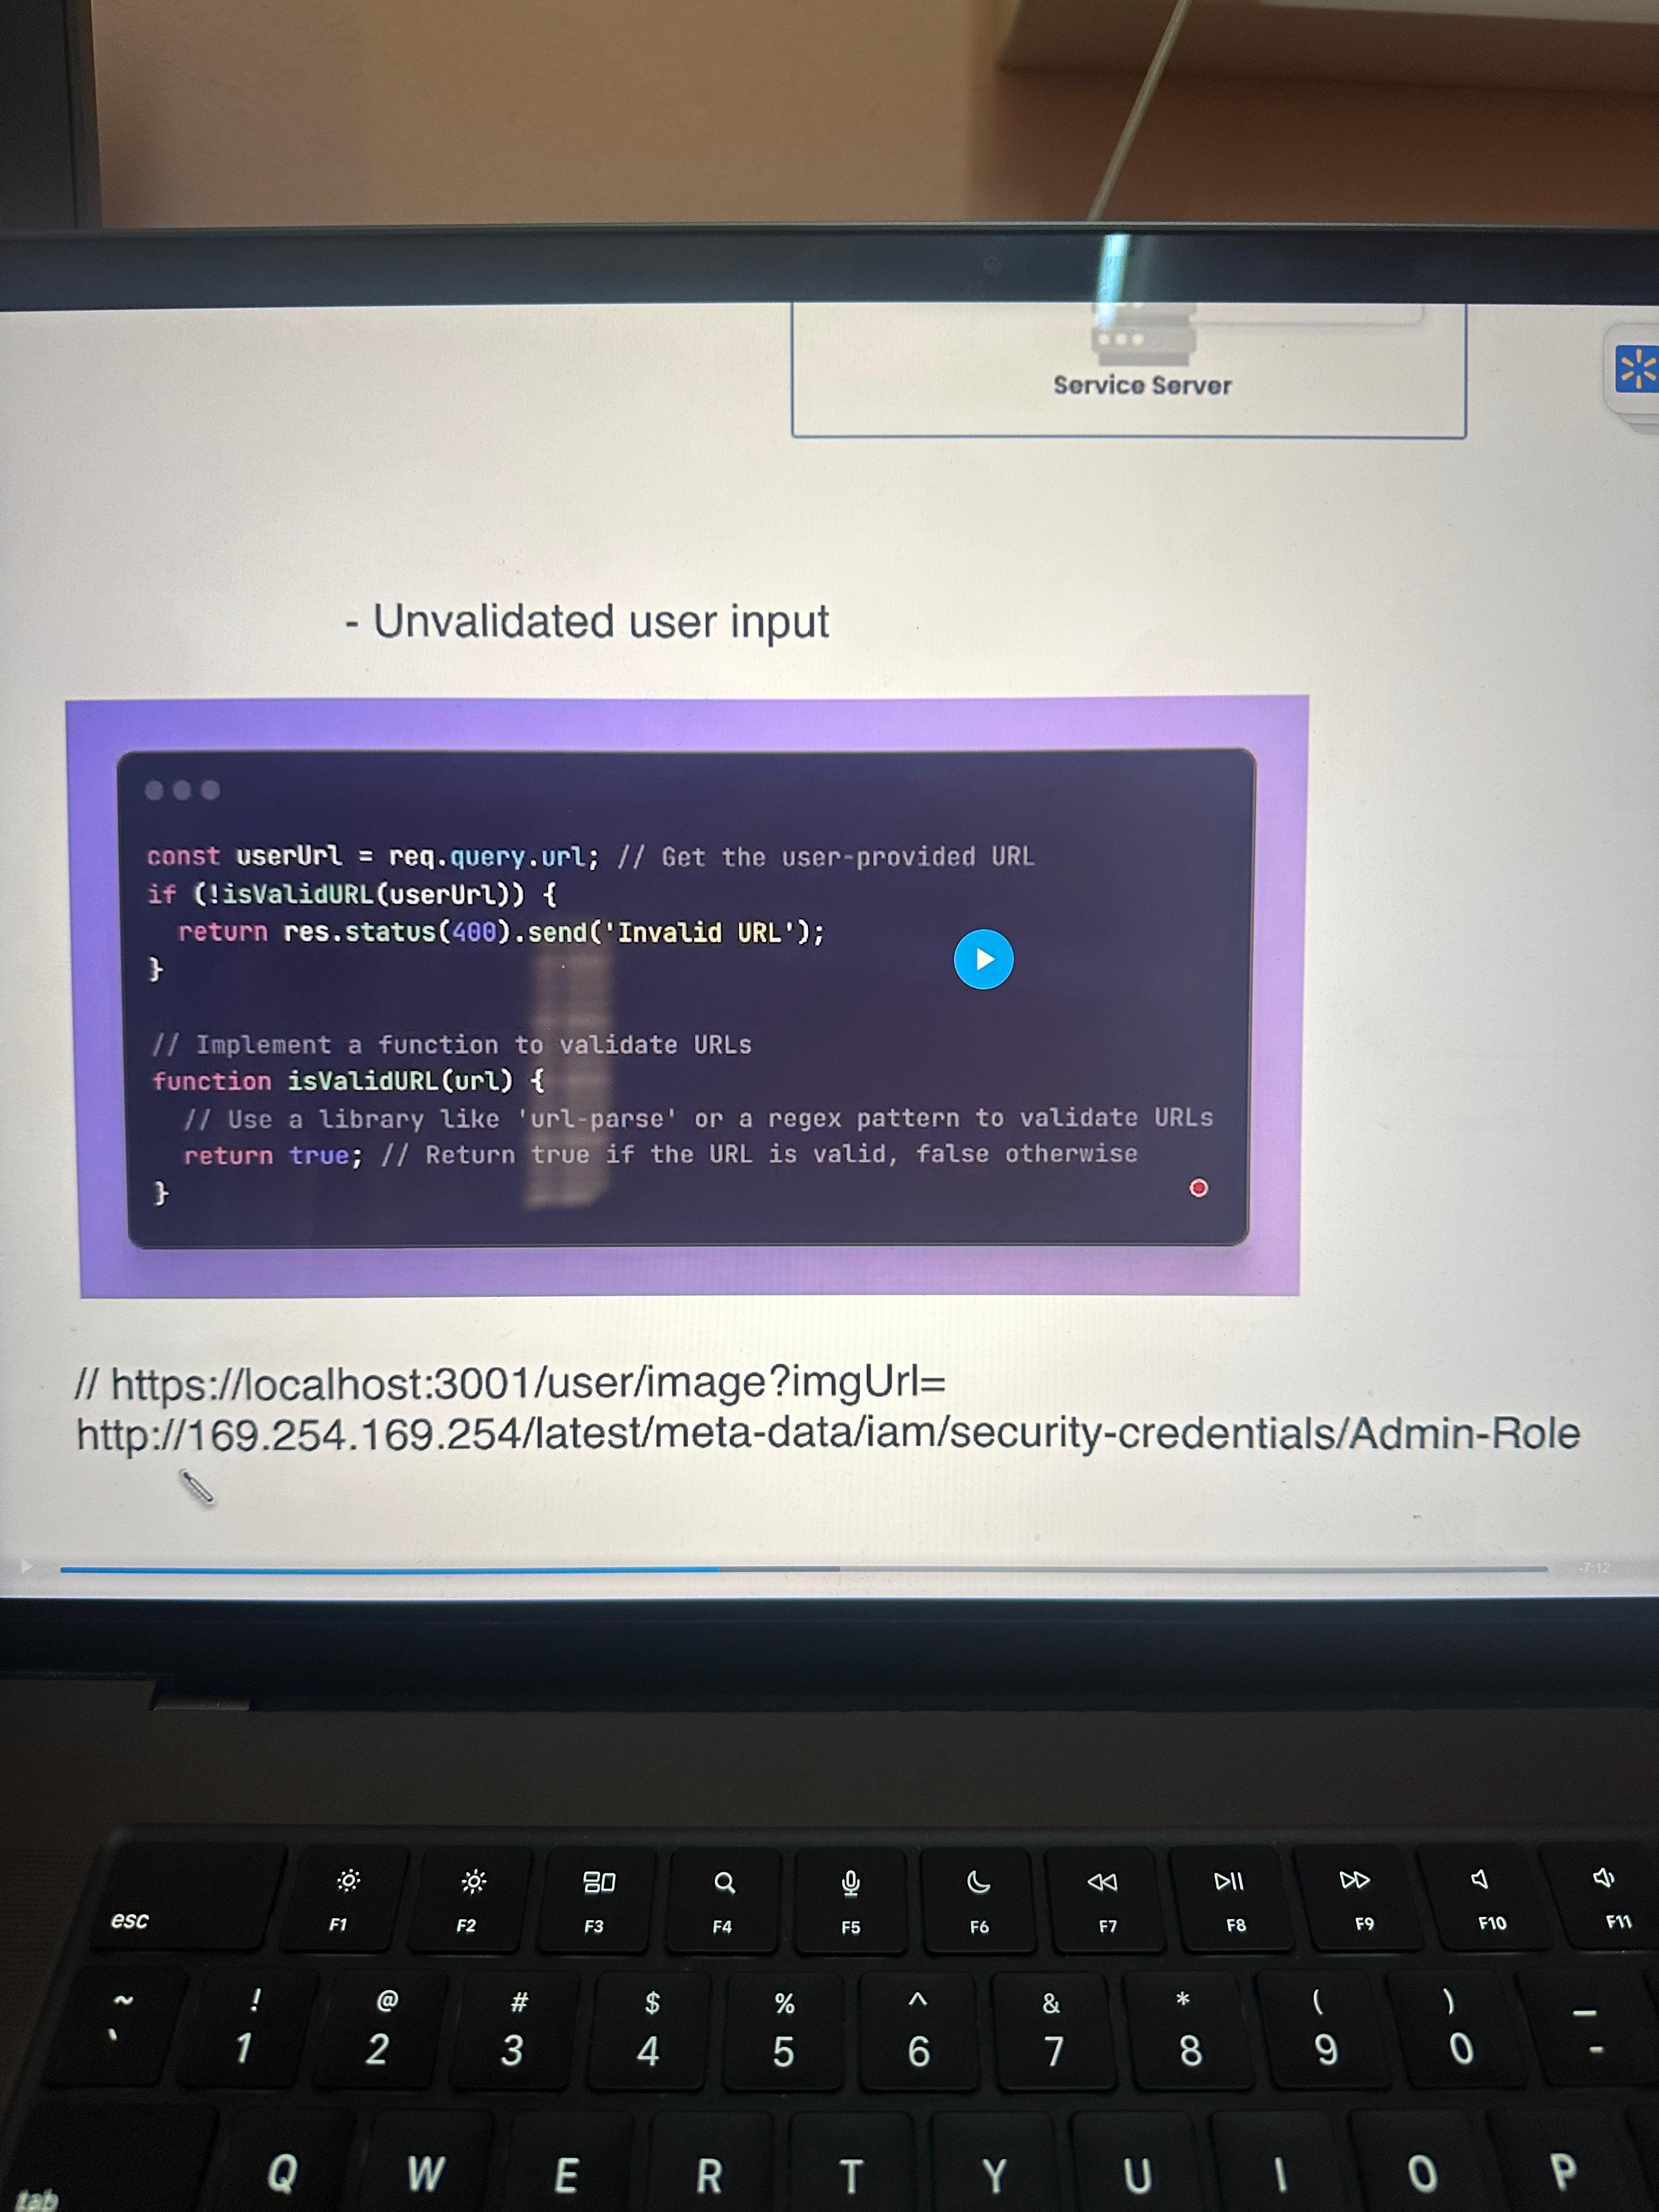 Service Server
- Unvalidated user input
const userUrl = req.query.url; // Get the user-provided URL
if (!isValidURL(userUrl)) {
return res.status(400).send('Invalid URL');
}
// Implement a function to validate URLs
function isValidURL(url) {
// Use a library like 'url-parse' or a regex pattern to validate URLs
return true; // Return true if the URL is valid, false otherwise
}
// https://localhost:3001/user/image?imgUrl=
http://169.254.169.254/latest/meta-data/iam/security-credentials/Admin-Role
-7:12
esc F1 F2 F3 F4 F5 F6 F7 F8 F9 F10 F11
~ ! @ # $ % ^ & * ( ) _
` 1 2 3 4 5 6 7 8 9 0 -
tab Q W E R T Y U I O P